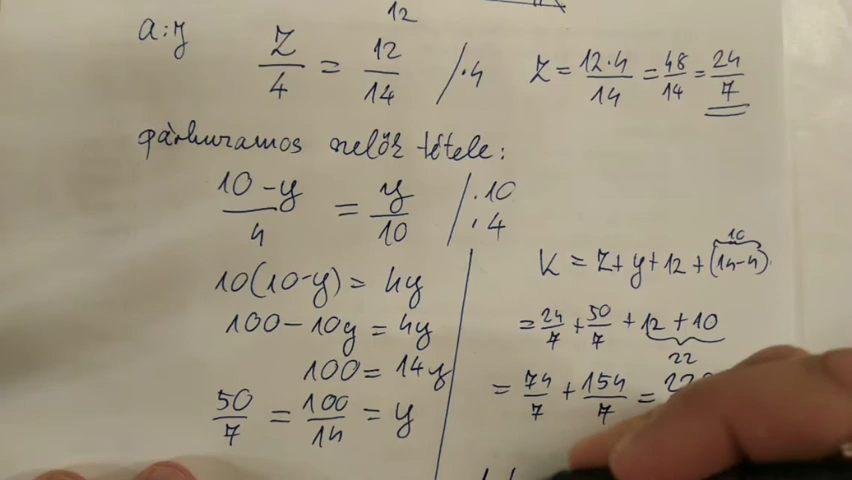 12
a:y
z/4 = 12/14 /·4 z = 12·4/14 = 48/14 = 24/7
párhuzamos szelők tétele:
10-y/4 = y/10 /·10 ·4
10(10-y) = 4y
100-10y = 4y
100 = 14y
50/7 = 100/14 = y
10
K = z+y+12+(14-4)
= 24/7 + 50/7 + 12 + 10
22
= 74/7 + 154/7 =